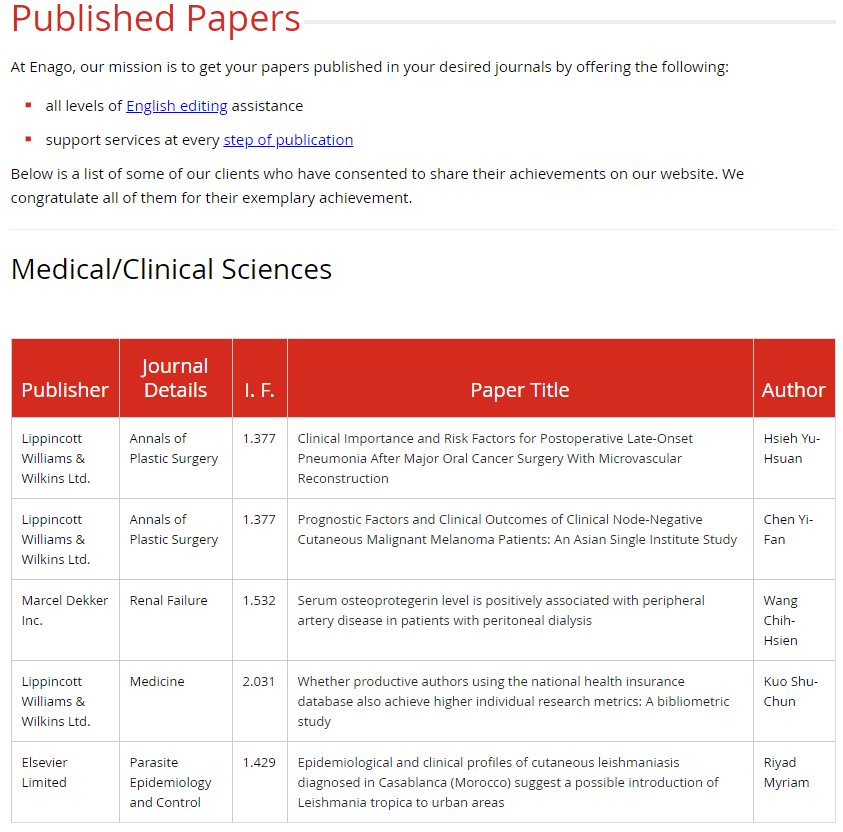 Published Papers
At Enago, our mission is to get your papers published in your desired journals by offering the following:
all levels of English editing assistance
support services at every step of publication
Below is a list of some of our clients who have consented to share their achievements on our website. We
congratulate all of them for their exemplary achievement.
Medical/Clinical Sciences
Publisher
Journal
Details
I. F.
Paper Title
Author
Lippincott
Williams &
Wilkins Ltd.
Annals of
Plastic Surgery
1.377
Clinical Importance and Risk Factors for Postoperative Late-Onset
Pneumonia After Major Oral Cancer Surgery With Microvascular
Reconstruction
Hsieh Yu-
Hsuan
Lippincott
Williams &
Wilkins Ltd.
Annals of
Plastic Surgery
1.377
Prognostic Factors and Clinical Outcomes of Clinical Node-Negative
Cutaneous Malignant Melanoma Patients: An Asian Single Institute Study
Chen Yi-
Fan
Marcel Dekker
Inc.
Renal Failure
1.532
Serum osteoprotegerin level is positively associated with peripheral
artery disease in patients with peritoneal dialysis
Wang
Chih-
Hsien
Lippincott
Williams &
Wilkins Ltd.
Medicine
2.031
Whether productive authors using the national health insurance
database also achieve higher individual research metrics: A bibliometric
study
Kuo Shu-
Chun
Elsevier
Limited
Parasite
Epidemiology
and Control
1.429
Epidemiological and clinical profiles of cutaneous leishmaniasis
diagnosed in Casablanca (Morocco) suggest a possible introduction of
Leishmania tropica to urban areas
Riyad
Myriam